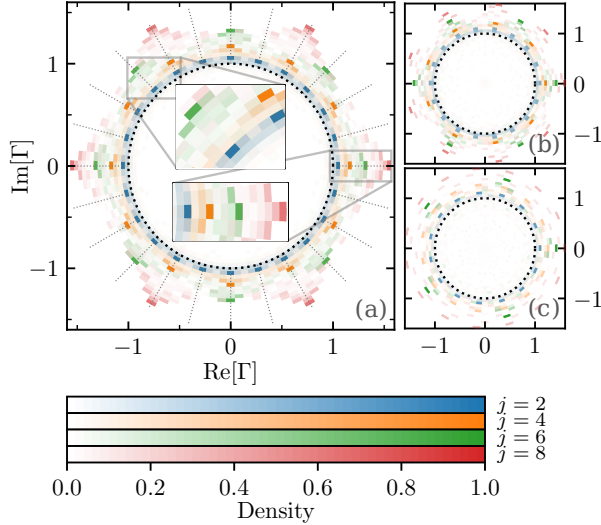 1
0
−1
Im[Γ]
−1
0
1
Re[Γ]
(a)
1
0
−1
(b)
1
0
−1
(c)
−1
0
1
j = 2
j = 4
j = 6
j = 8
0.0 0.2 0.4 0.6 0.8 1.0
Density